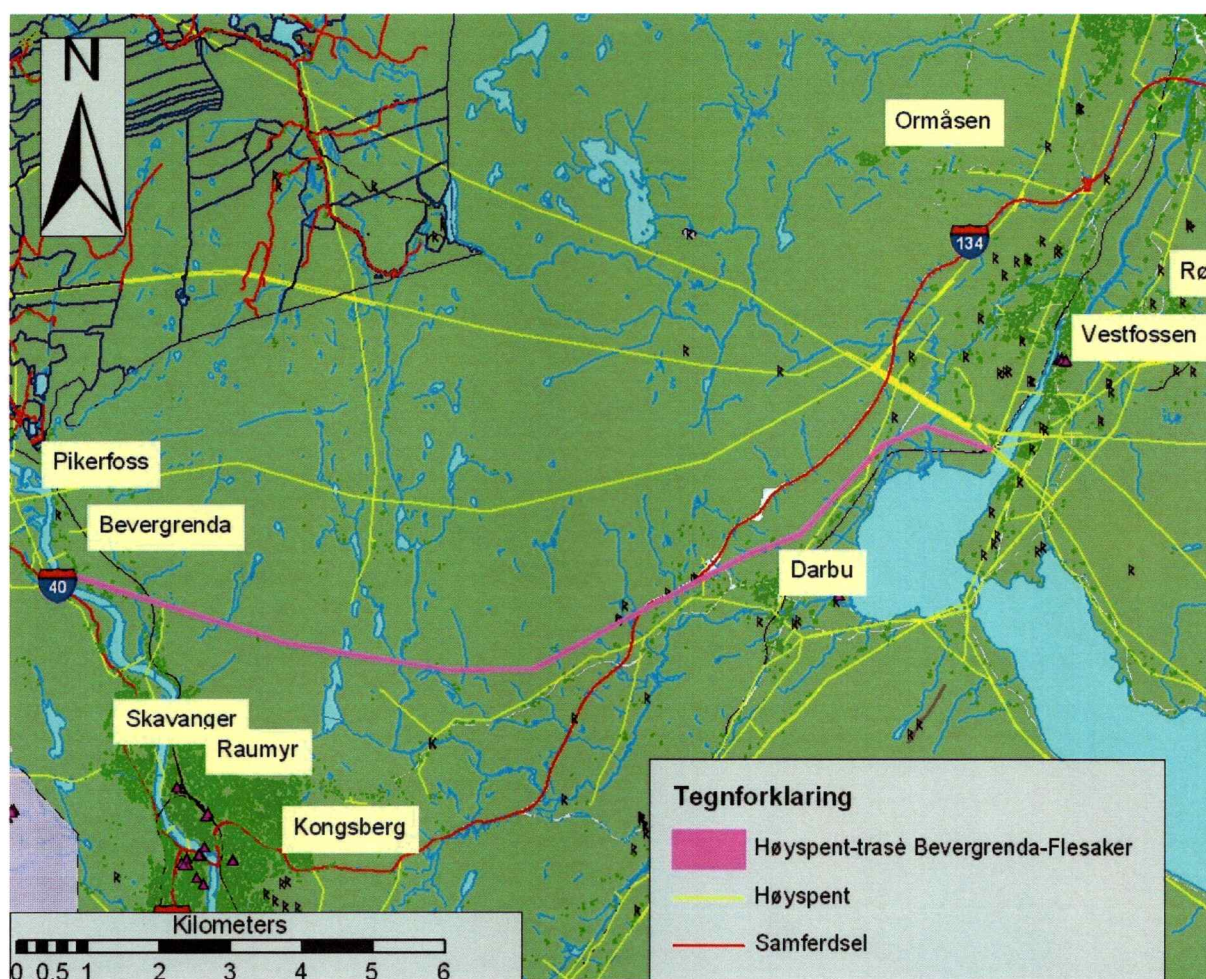 N
Ormåsen
134
Rø
Vestfossen
Pikerfoss
Bevergrenda
40
Darbu
Skavanger
Raumyr
Kongsberg
Tegnforklaring
Høyspent-trasè Bevergrenda-Flesaker
Høyspent
Samferdsel
Kilometers
0 0.5 1 2 3 4 5 6